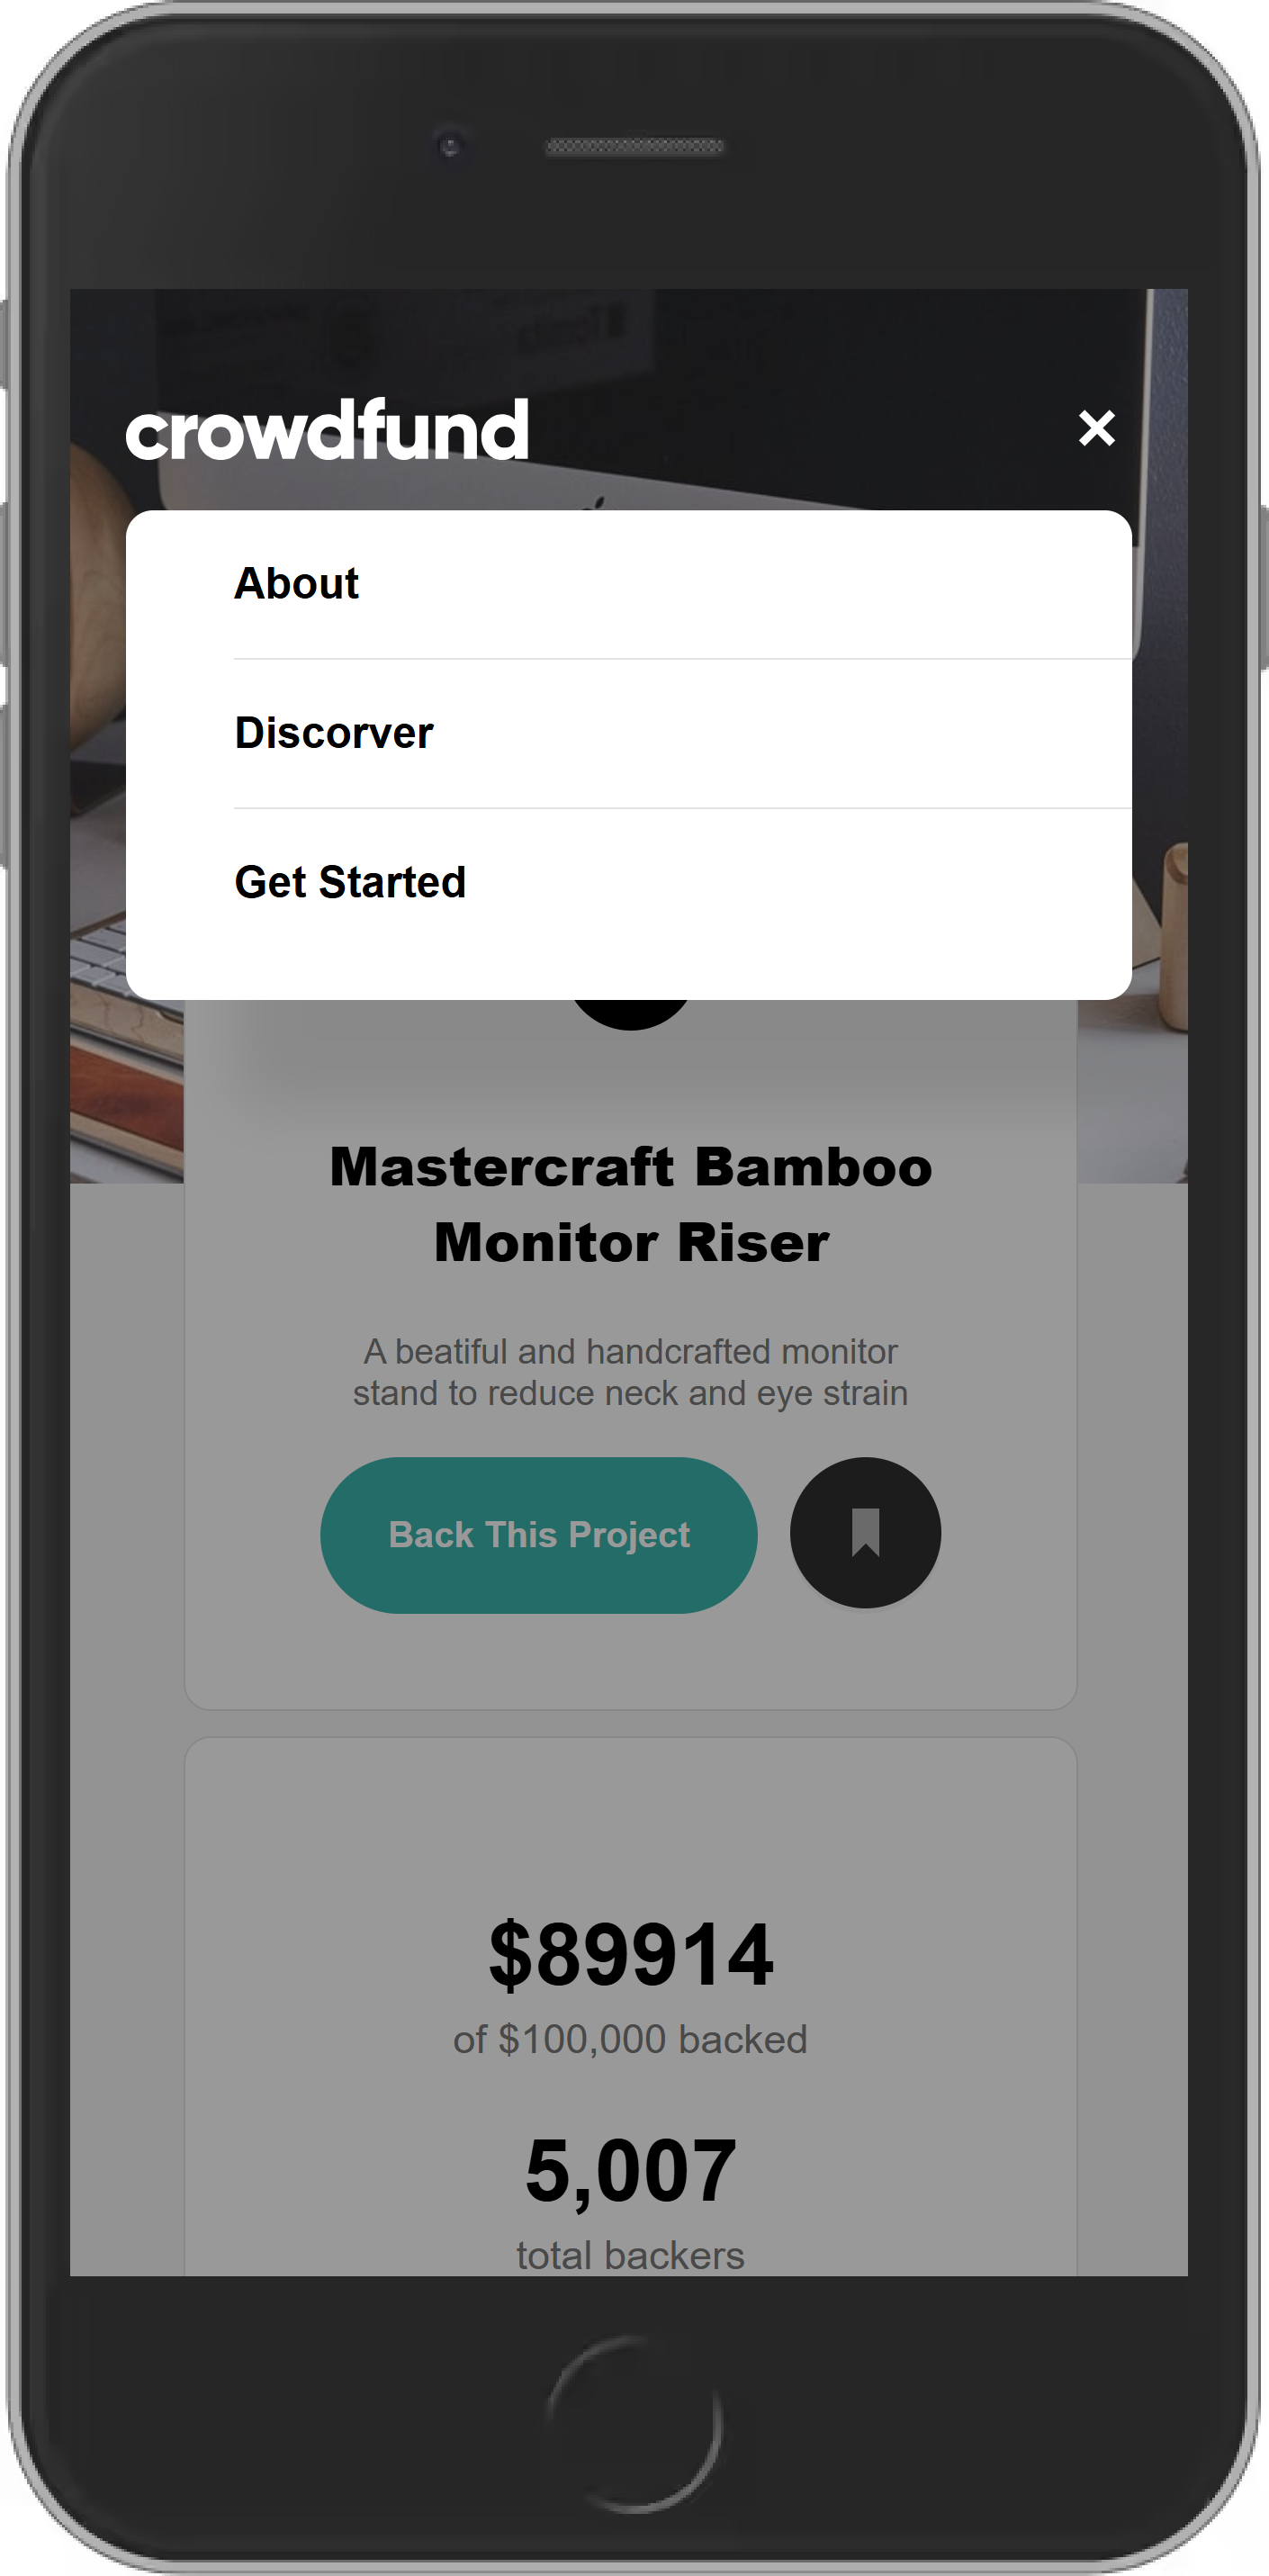 crowdfund
About
Discorver
Get Started
Mastercraft Bamboo
Monitor Riser
A beatiful and handcrafted monitor
stand to reduce neck and eye strain
Back This Project
$89914
of $100,000 backed
5,007
total backers